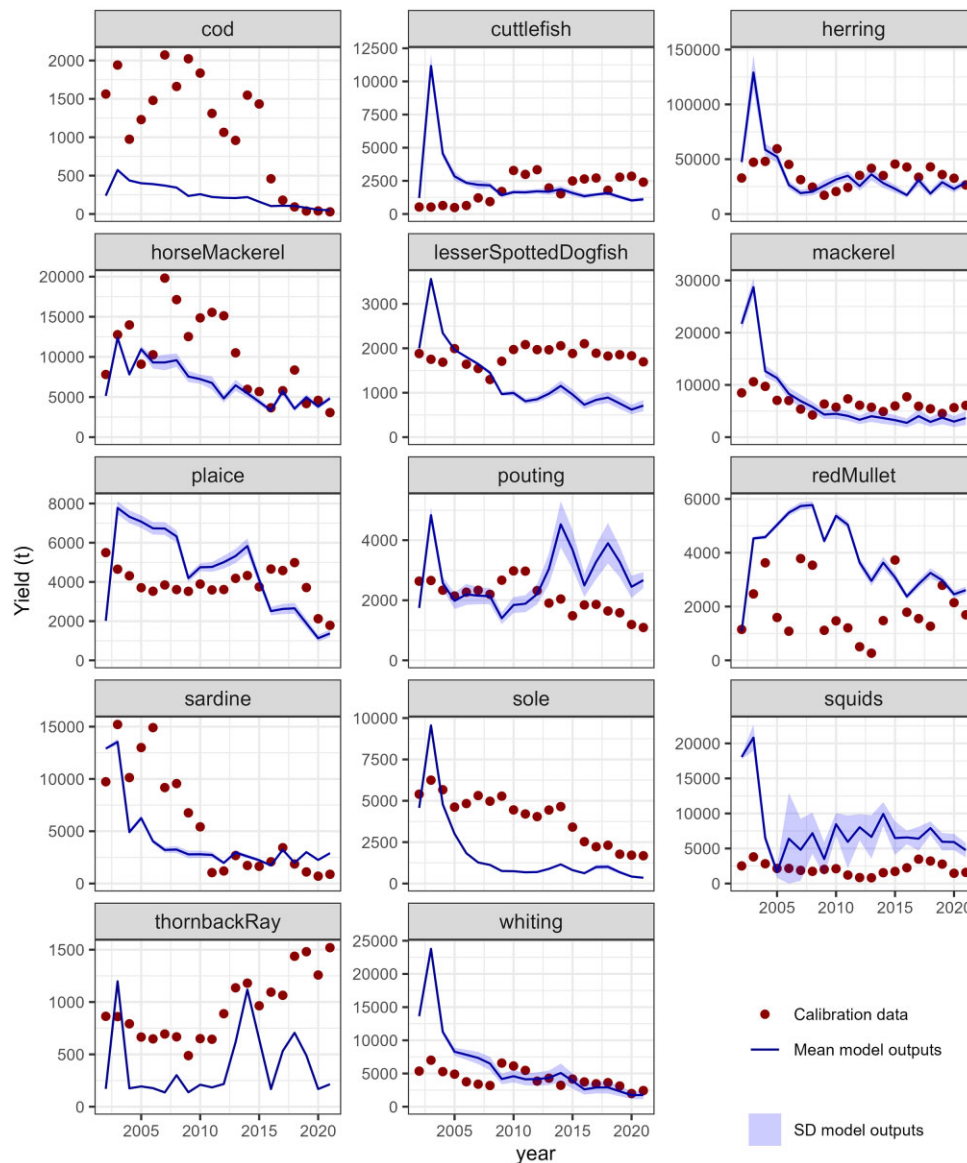 cod
cuttlefish
herring
2000
1500
1000
500
0
12500
10000
7500
5000
2500
0
150000
100000
50000
0
horseMackerel
lesserSpottedDogfish
mackerel
20000
15000
10000
5000
0
3000
2000
1000
0
30000
20000
10000
0
plaice
pouting
redMullet
8000
6000
4000
2000
0
4000
2000
0
6000
4000
2000
0
Yield (t)
sardine
sole
squids
15000
10000
5000
0
10000
7500
5000
2500
0
20000
15000
10000
5000
0
2005 2010 2015 2020
thornbackRay
whiting
1500
1000
500
0
25000
20000
15000
10000
5000
0
2005 2010 2015 2020
2005 2010 2015 2020
year
Calibration data
Mean model outputs
SD model outputs